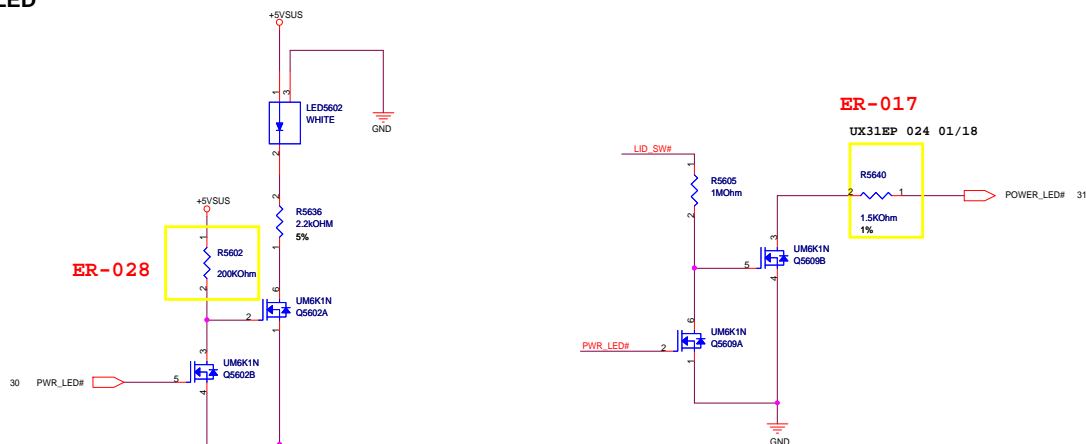 LED
+5VSUS
1
3
LED5602
WHITE
GND
2
2
R5636
2.2kOHM
5%
1
+5VSUS
1
R5602
200KOhm
2
ER-028
6
UM6K1N
Q5602A
2
1
3
UM6K1N
Q5602B
30 PWR_LED#
5
4
ER-017
UX31EP 024 01/18
LID_SW#
1
R5605
1MOhm
2
R5640
2
1
1.5KOhm
1%
POWER_LED# 31
3
UM6K1N
Q5609B
5
4
6
UM6K1N
Q5609A
PWR_LED#
2
1
GND